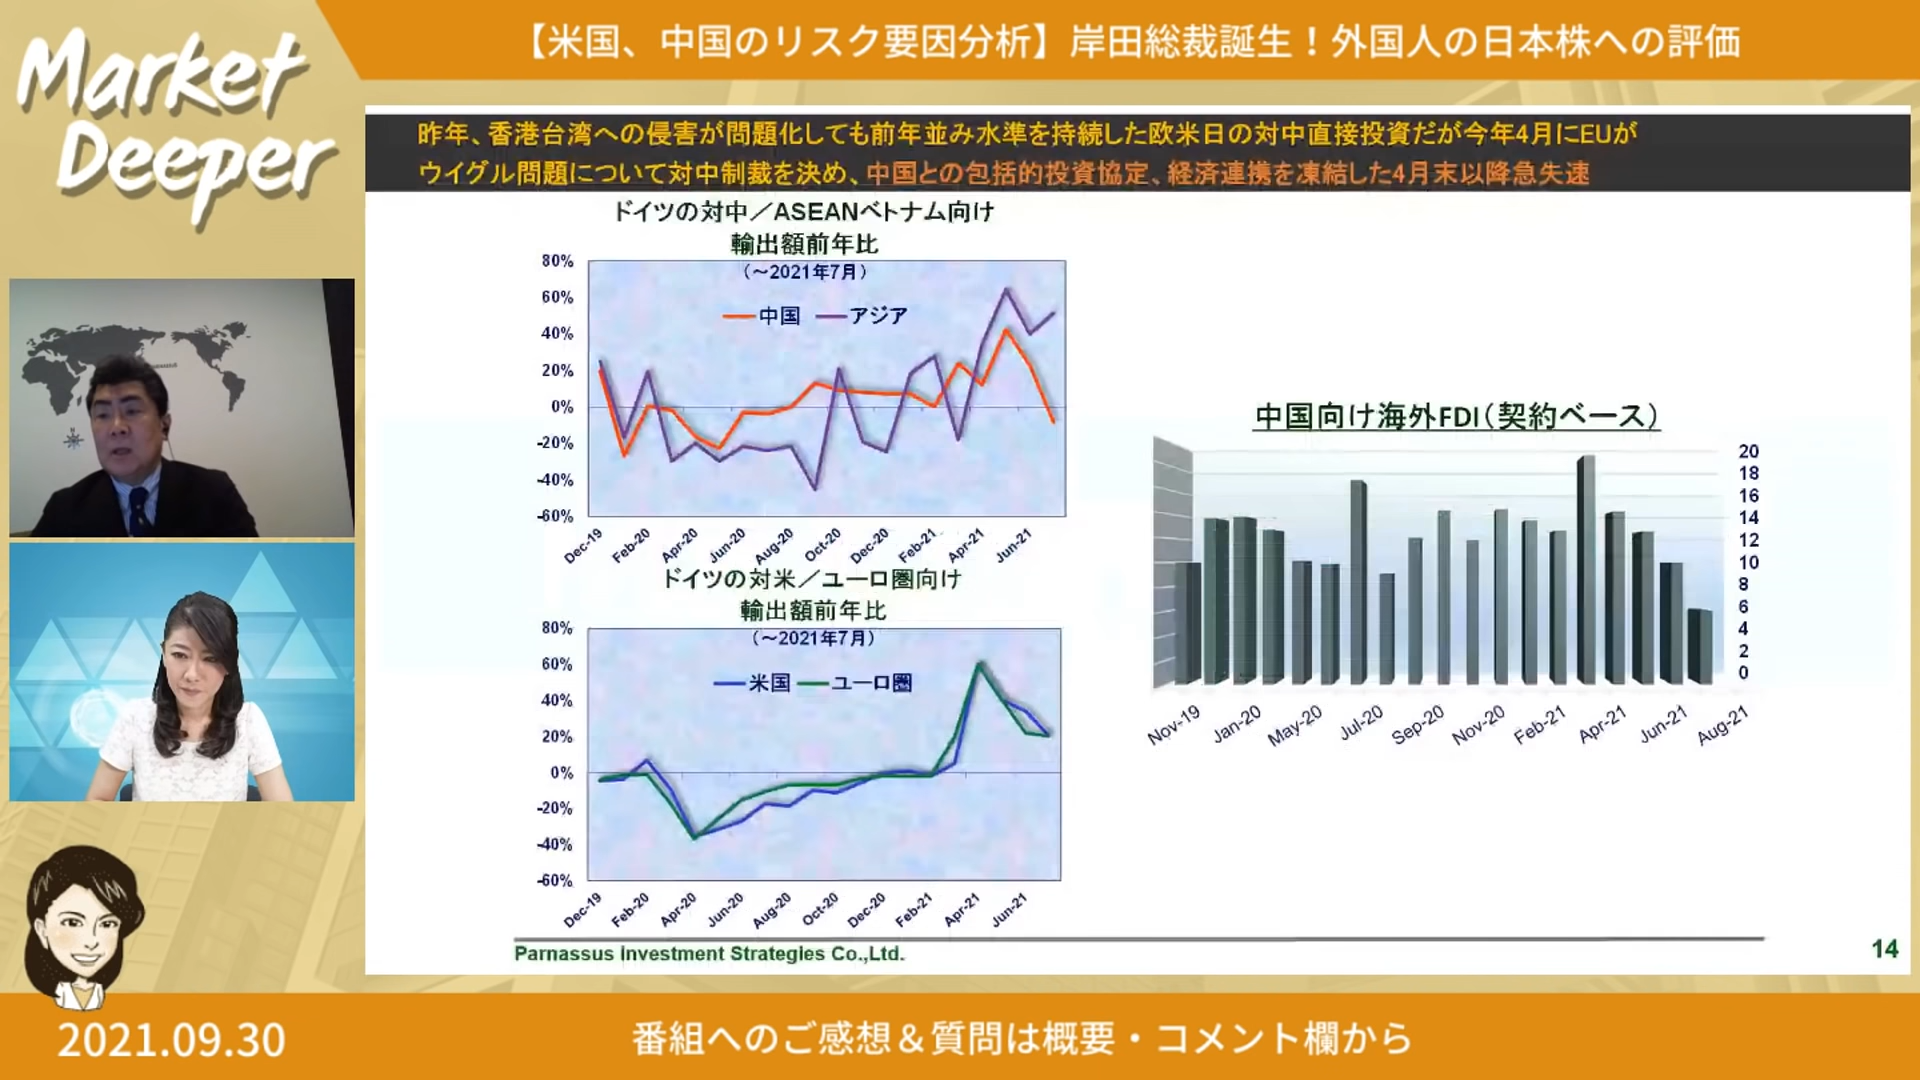 Market
Deeper
【米国、中国のリスク要因分析】岸田総裁誕生！外国人の日本株への評価
昨年、香港台湾への侵害が問題化しても前年並み水準を持続した欧米日の対中直接投資だが今年4月にEUが
ウイグル問題について対中制裁を決め、中国との包括的投資協定、経済連携を凍結した4月末以降急失速
ドイツの対中／ASEANベトナム向け
輸出額前年比
（～2021年7月）
中国 アジア
80%
60%
40%
20%
0%
-20%
-40%
-60%
Dec-19 Feb-20 Apr-20 Jun-20 Aug-20 Oct-20 Dec-20 Feb-21 Apr-21 Jun-21
ドイツの対米／ユーロ圏向け
輸出額前年比
（～2021年7月）
米国 ユーロ圏
80%
60%
40%
20%
0%
-20%
-40%
-60%
Dec-19 Feb-20 Apr-20 Jun-20 Aug-20 Oct-20 Dec-20 Feb-21 Apr-21 Jun-21
中国向け海外FDI（契約ベース）
20
18
16
14
12
10
8
6
4
2
0
Nov-19 Jan-20 May-20 Jul-20 Sep-20 Nov-20 Feb-21 Apr-21 Jun-21 Aug-21
Parnassus Investment Strategies Co.,Ltd.
14
2021.09.30
番組へのご感想＆質問は概要・コメント欄から